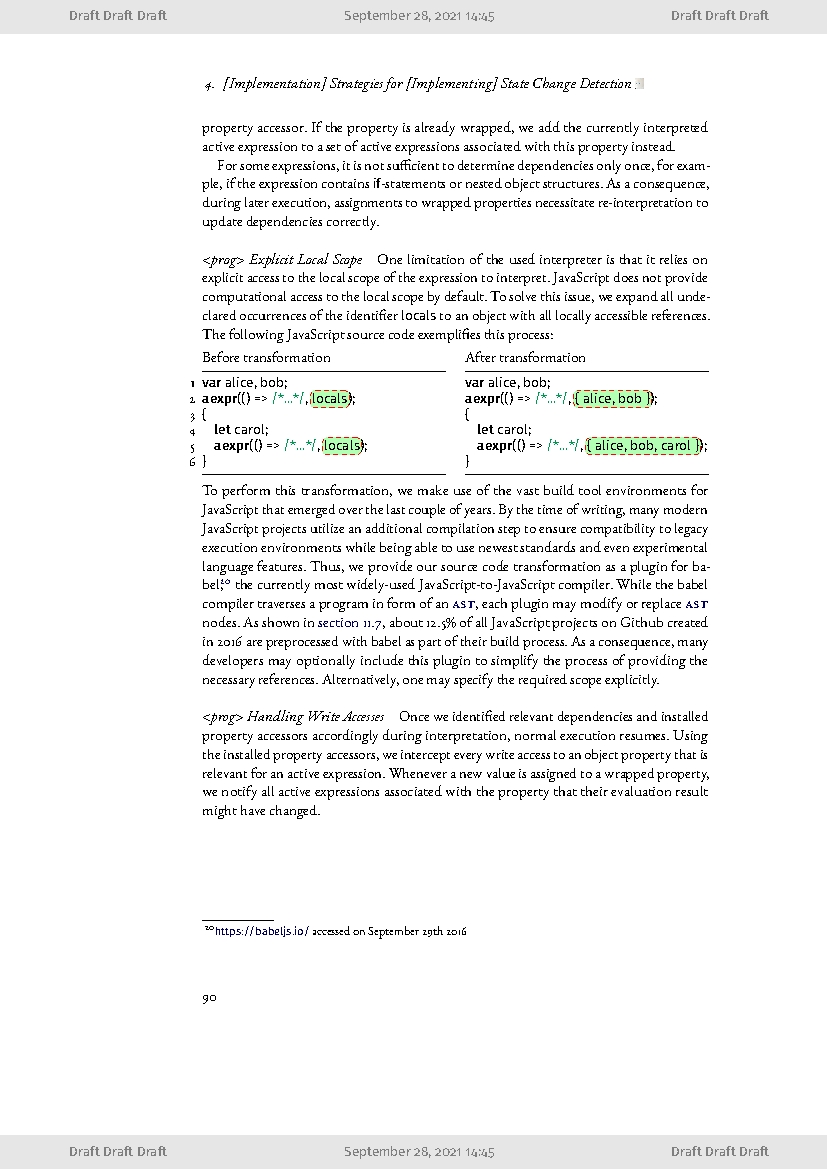 Draft Draft Draft September 28, 2021 14:45 Draft Draft Draft
4. [Implementation] Strategies for [Implementing] State Change Detection
property accessor. If the property is already wrapped, we add the currently interpreted
active expression to a set of active expressions associated with this property instead.
For some expressions, it is not sufficient to determine dependencies only once, for exam-
ple, if the expression contains if-statements or nested object structures. As a consequence,
during later execution, assignments to wrapped properties necessitate re-interpretation to
update dependencies correctly.
<prog> Explicit Local Scope One limitation of the used interpreter is that it relies on
explicit access to the local scope of the expression to interpret. JavaScript does not provide
computational access to the local scope by default. To solve this issue, we expand all unde-
clared occurrences of the identifier locals to an object with all locally accessible references.
The following JavaScript source code exemplifies this process:
Before transformation
1 var alice, bob;
2 aexpr(() => /*...*/, locals);
3 {
4 let carol;
5 aexpr(() => /*...*/, locals);
6 }
After transformation
var alice, bob;
aexpr(() => /*...*/, { alice, bob });
{
let carol;
aexpr(() => /*...*/, { alice, bob, carol });
}
To perform this transformation, we make use of the vast build tool environments for
JavaScript that emerged over the last couple of years. By the time of writing, many modern
JavaScript projects utilize an additional compilation step to ensure compatibility to legacy
execution environments while being able to use newest standards and even experimental
language features. Thus, we provide our source code transformation as a plugin for ba-
bel,20 the currently most widely-used JavaScript-to-JavaScript compiler. While the babel
compiler traverses a program in form of an AST, each plugin may modify or replace AST
nodes. As shown in section 11.7, about 12.5% of all JavaScript projects on Github created
in 2016 are preprocessed with babel as part of their build process. As a consequence, many
developers may optionally include this plugin to simplify the process of providing the
necessary references. Alternatively, one may specify the required scope explicitly.
<prog> Handling Write Accesses Once we identified relevant dependencies and installed
property accessors accordingly during interpretation, normal execution resumes. Using
the installed property accessors, we intercept every write access to an object property that is
relevant for an active expression. Whenever a new value is assigned to a wrapped property,
we notify all active expressions associated with the property that their evaluation result
might have changed.
20 https://babeljs.io/ accessed on September 29th 2016
90
Draft Draft Draft September 28, 2021 14:45 Draft Draft Draft